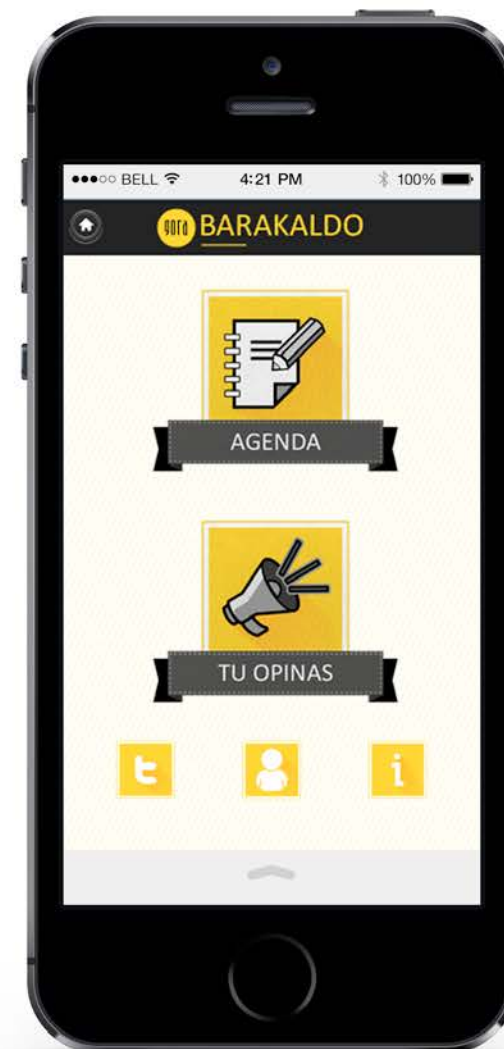 BELL 4:21 PM 100%
gora BARAKALDO
AGENDA
TU OPINAS
t i